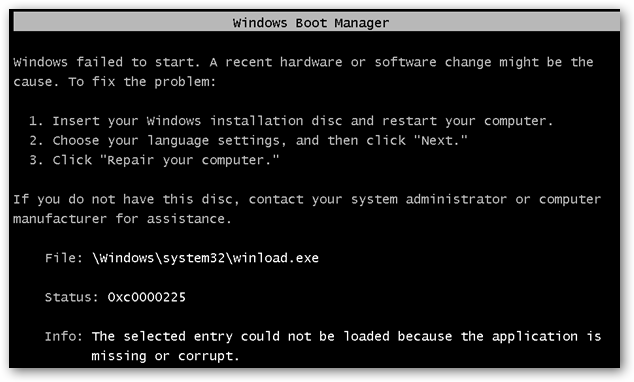 Windows Boot Manager
Windows failed to start. A recent hardware or software change might be the
cause. To fix the problem:
1. Insert your Windows installation disc and restart your computer.
2. Choose your language settings, and then click "Next."
3. Click "Repair your computer."
If you do not have this disc, contact your system administrator or computer
manufacturer for assistance.
File: \Windows\system32\winload.exe
Status: 0xc0000225
Info: The selected entry could not be loaded because the application is
missing or corrupt.